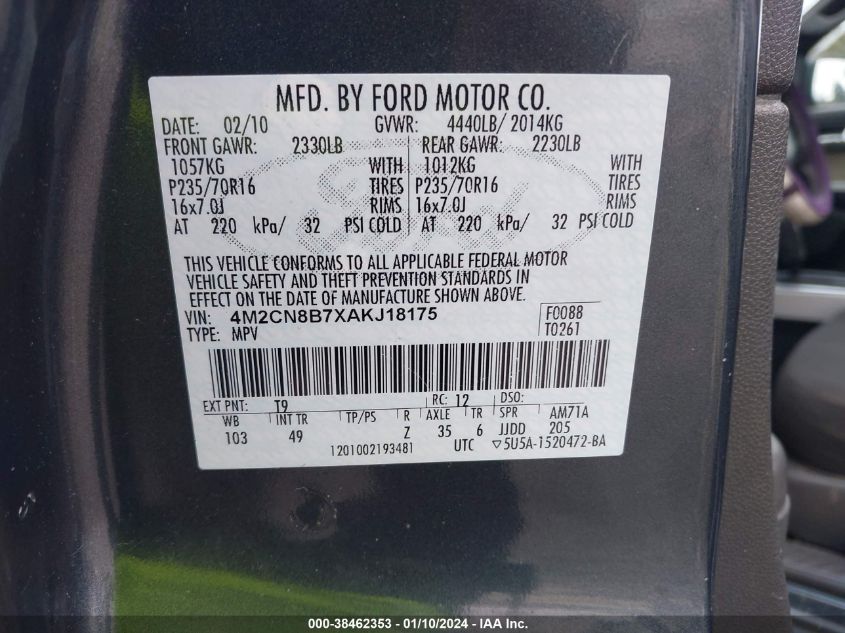 MFD. BY FORD MOTOR CO.
DATE: 02/10 GVWR: 4440LB/ 2014KG
FRONT GAWR: 2330LB REAR GAWR: 2230LB
1057KG WITH 1012KG WITH
P235/70R16 TIRES P235/70R16 TIRES
16x7.0J RIMS 16x7.0J RIMS
AT 220 kPa/ 32 PSI COLD AT 220 kPa/ 32 PSI COLD
THIS VEHICLE CONFORMS TO ALL APPLICABLE FEDERAL MOTOR
VEHICLE SAFETY AND THEFT PREVENTION STANDARDS IN
EFFECT ON THE DATE OF MANUFACTURE SHOWN ABOVE.
VIN: 4M2CN8B7XAKJ18175 F0088
TYPE: MPV T0261
EXT PNT: T9 RC: 12 DSO:
WB INT TR TP/PS R AXLE TR SPR AM71A
103 49 Z 35 6 JJDD 205
1201002193481 UTC ▽5U5A-1520472-BA
000-38462353 — 01/10/2024 — IAA Inc.